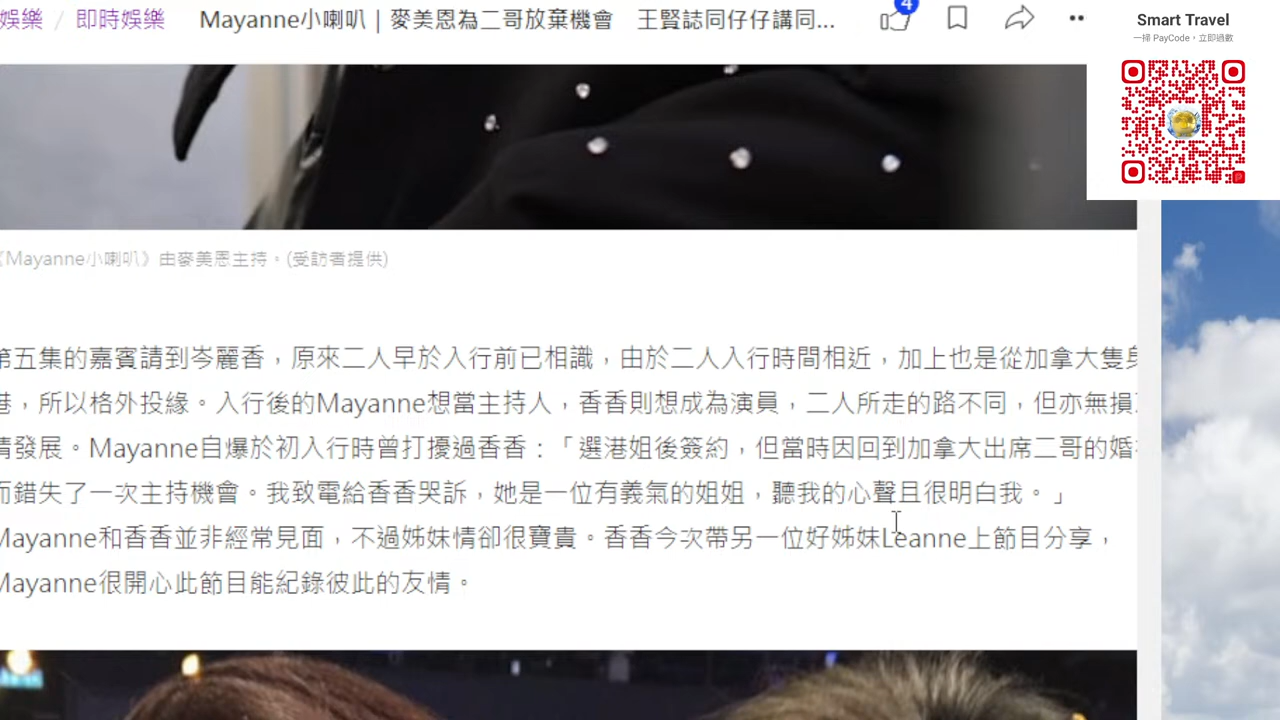 娛樂 / 即時娛樂 Mayanne小喇叭｜麥美恩為二哥放棄機會 王賢誌同仔仔講同...
4
Smart Travel
一掃 PayCode，立即過數
《Mayanne小喇叭》由麥美恩主持。(受訪者提供)
第五集的嘉賓請到岑麗香，原來二人早於入行前已相識，由於二人入行時間相近，加上也是從加拿大隻身
港，所以格外投緣。入行後的Mayanne想當主持人，香香則想成為演員，二人所走的路不同，但亦無損
情發展。Mayanne自爆於初入行時曾打擾過香香：「選港姐後簽約，但當時因回到加拿大出席二哥的婚
而錯失了一次主持機會。我致電給香香哭訴，她是一位有義氣的姐姐，聽我的心聲且很明白我。」
Mayanne和香香並非經常見面，不過姊妹情卻很寶貴。香香今次帶另一位好姊妹Leanne上節目分享，
Mayanne很開心此節目能紀錄彼此的友情。